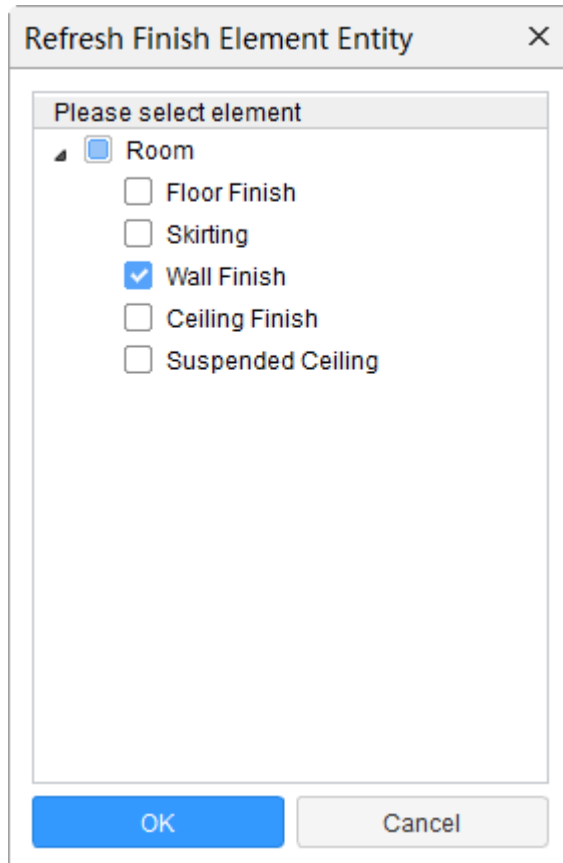 Refresh Finish Element Entity
Please select element
Room
Floor Finish
Skirting
Wall Finish
Ceiling Finish
Suspended Ceiling
OK Cancel